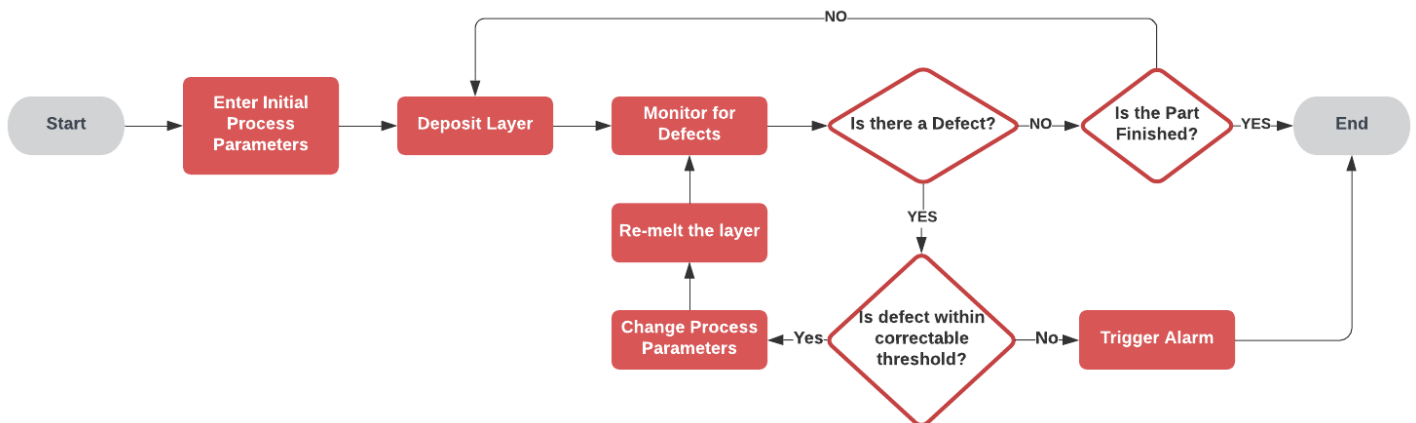 NO
Start
Enter Initial
Process
Parameters
Deposit Layer
Monitor for
Defects
Is there a Defect?
NO
Is the Part
Finished?
YES
End
YES
Re-melt the layer
Change Process
Parameters
Yes
Is defect within
correctable
threshold?
No
Trigger Alarm